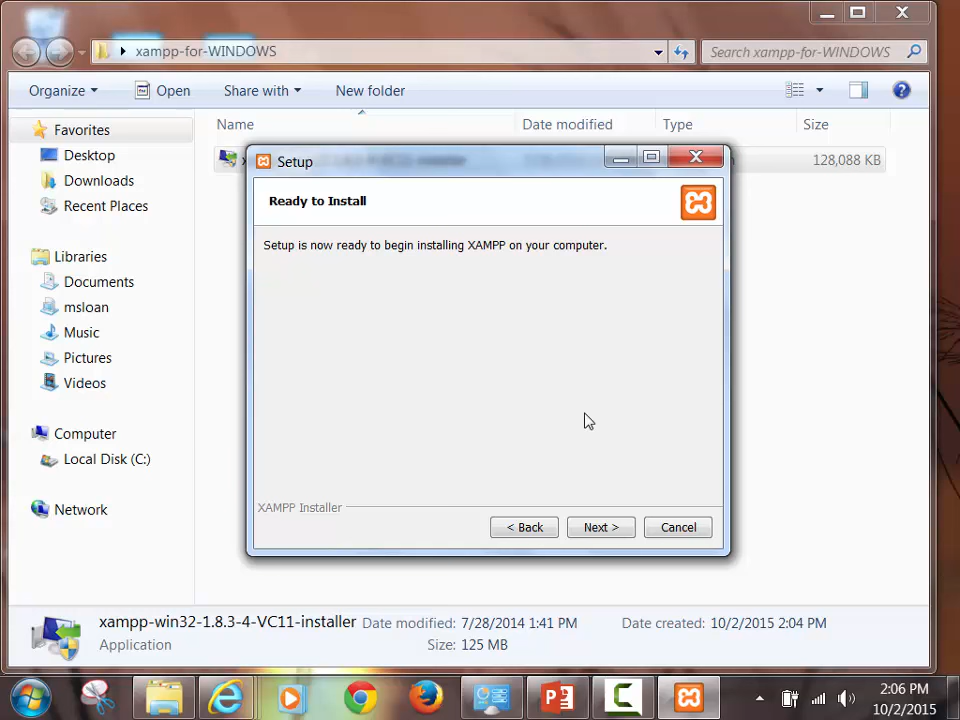 xampp-for-WINDOWS
Search xampp-for-WINDOWS
Organize
Open
Share with
New folder
Name
Date modified
Type
Size
128,088 KB
Favorites
Desktop
Downloads
Recent Places
Libraries
Documents
msloan
Music
Pictures
Videos
Computer
Local Disk (C:)
Network
Setup
Ready to Install
Setup is now ready to begin installing XAMPP on your computer.
XAMPP Installer
< Back
Next >
Cancel
xampp-win32-1.8.3-4-VC11-installer
Date modified: 7/28/2014 1:41 PM
Date created: 10/2/2015 2:04 PM
Application
Size: 125 MB
2:06 PM
10/2/2015